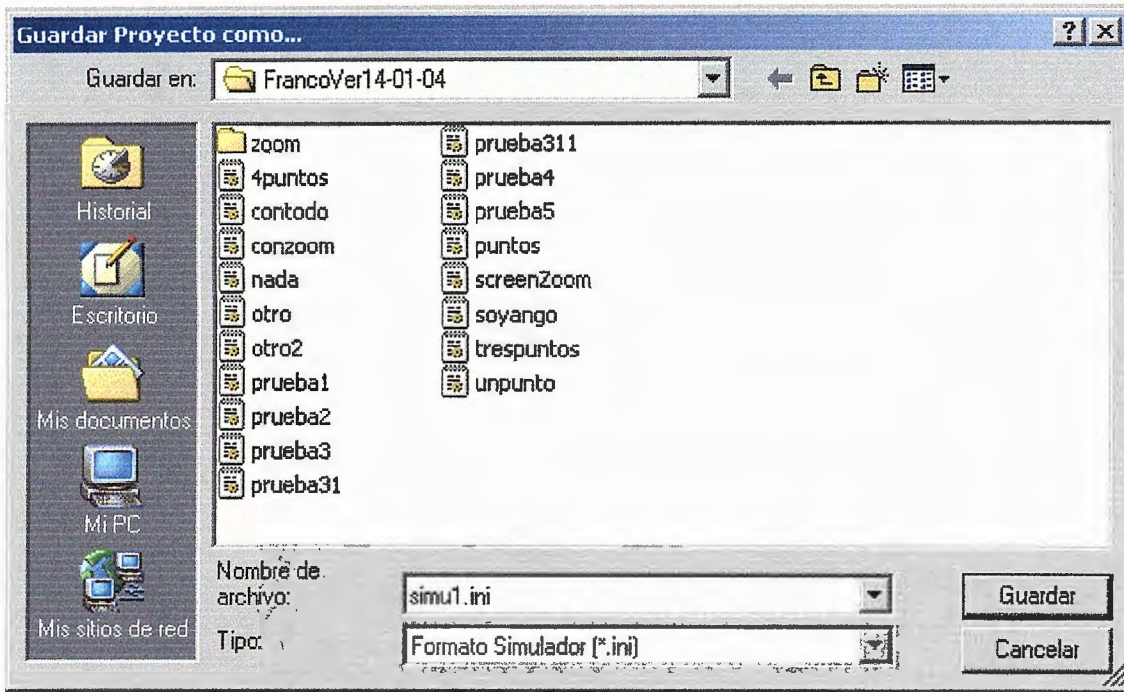 Guardar Proyecto como...
Guardar en:
FrancoVer14-01-04
Historial
Escritorio
Mis documentos
Mi PC
Mis sitios de red
zoom
4puntos
contodo
conzoom
nada
otro
otro2
prueba1
prueba2
prueba3
prueba31
prueba311
prueba4
prueba5
puntos
screenZoom
soyango
trespuntos
unpunto
Nombre de
archivo:
simu1.ini
Guardar
Tipo:
Formato Simulador (*.ini)
Cancelar